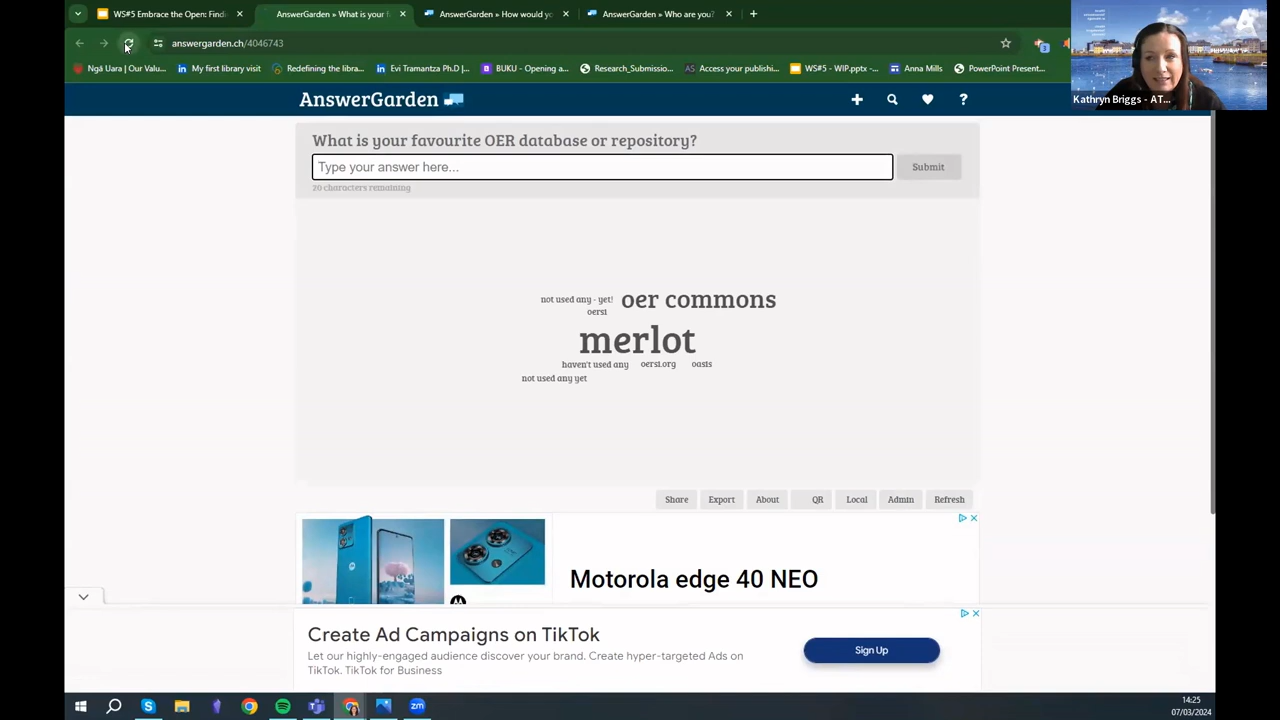 WS#5 Embrace the Open: Findi
AnswerGarden » What is your f
AnswerGarden » How would yo
AnswerGarden » Who are you?
answergarden.ch/4046743
3
Ngā Uara | Our Valu...
My first library visit
Redefining the libra...
Evi Tramantza Ph.D |...
BUKU - Opening a...
Research_Submissio...
Access your publishi...
WS#5 - WIP.pptx -...
Anna Mills
PowerPoint Present...
Kathryn Briggs - AT...
AnswerGarden
What is your favourite OER database or repository?
Type your answer here...
Submit
20 characters remaining
not used any - yet! oer commons
oersi
merlot
haven't used any oersi.org oasis
not used any yet
Share Export About QR Local Admin Refresh
Motorola edge 40 NEO
Create Ad Campaigns on TikTok
Let our highly-engaged audience discover your brand. Create hyper-targeted Ads on
TikTok. TikTok for Business
Sign Up
14:25
07/03/2024